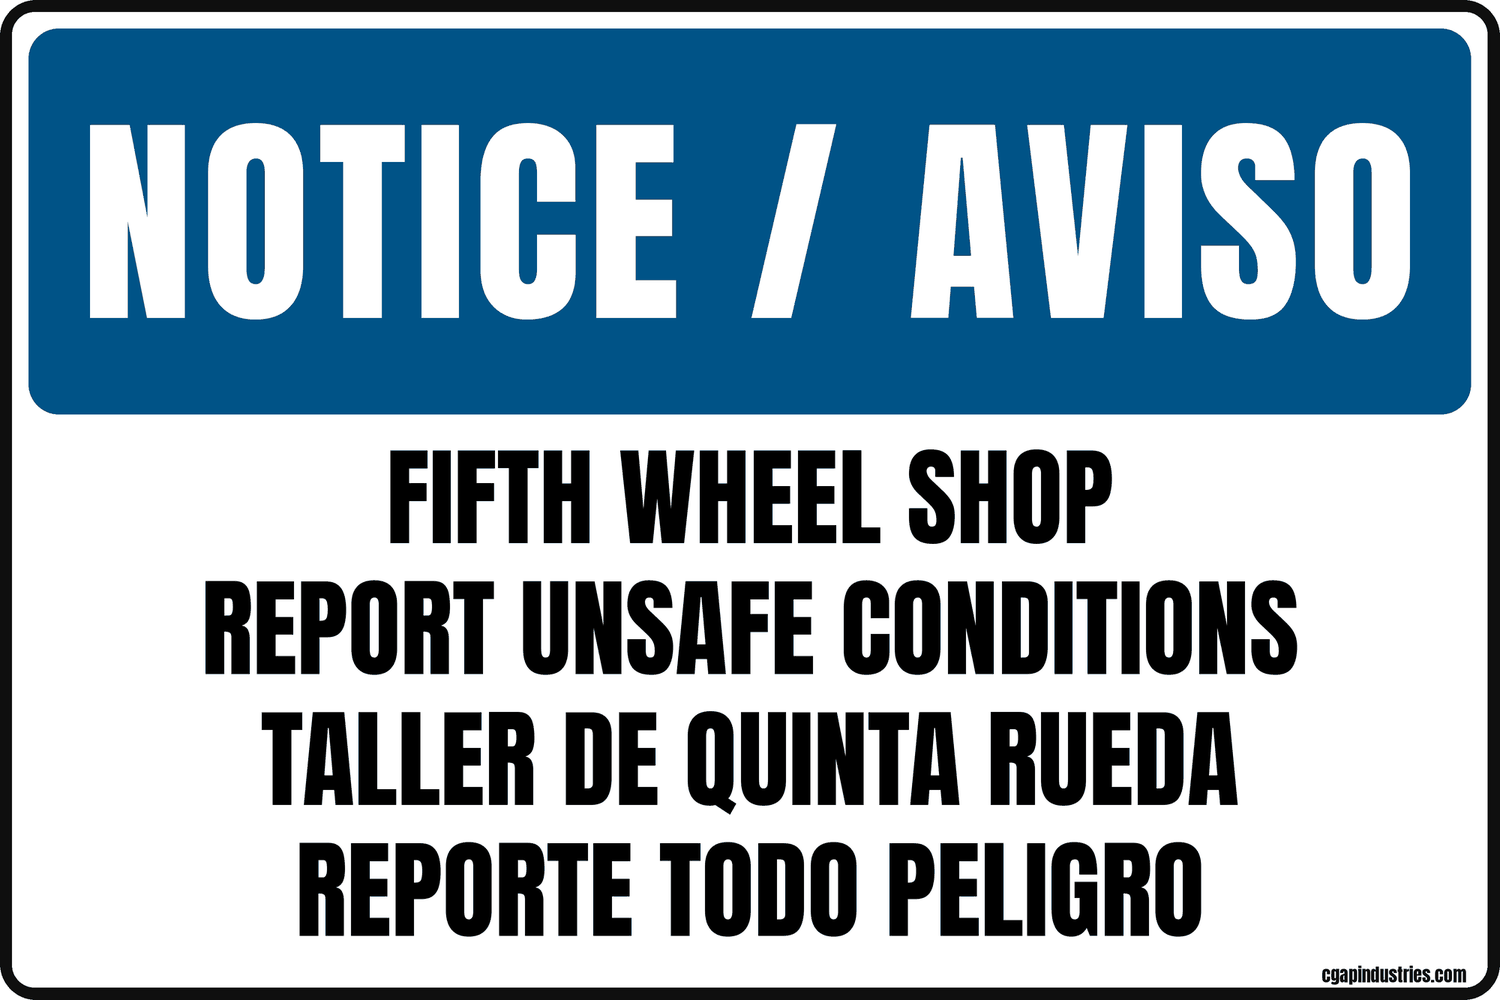 NOTICE / AVISO
FIFTH WHEEL SHOP
REPORT UNSAFE CONDITIONS
TALLER DE QUINTA RUEDA
REPORTE TODO PELIGRO
cgapindustries.com